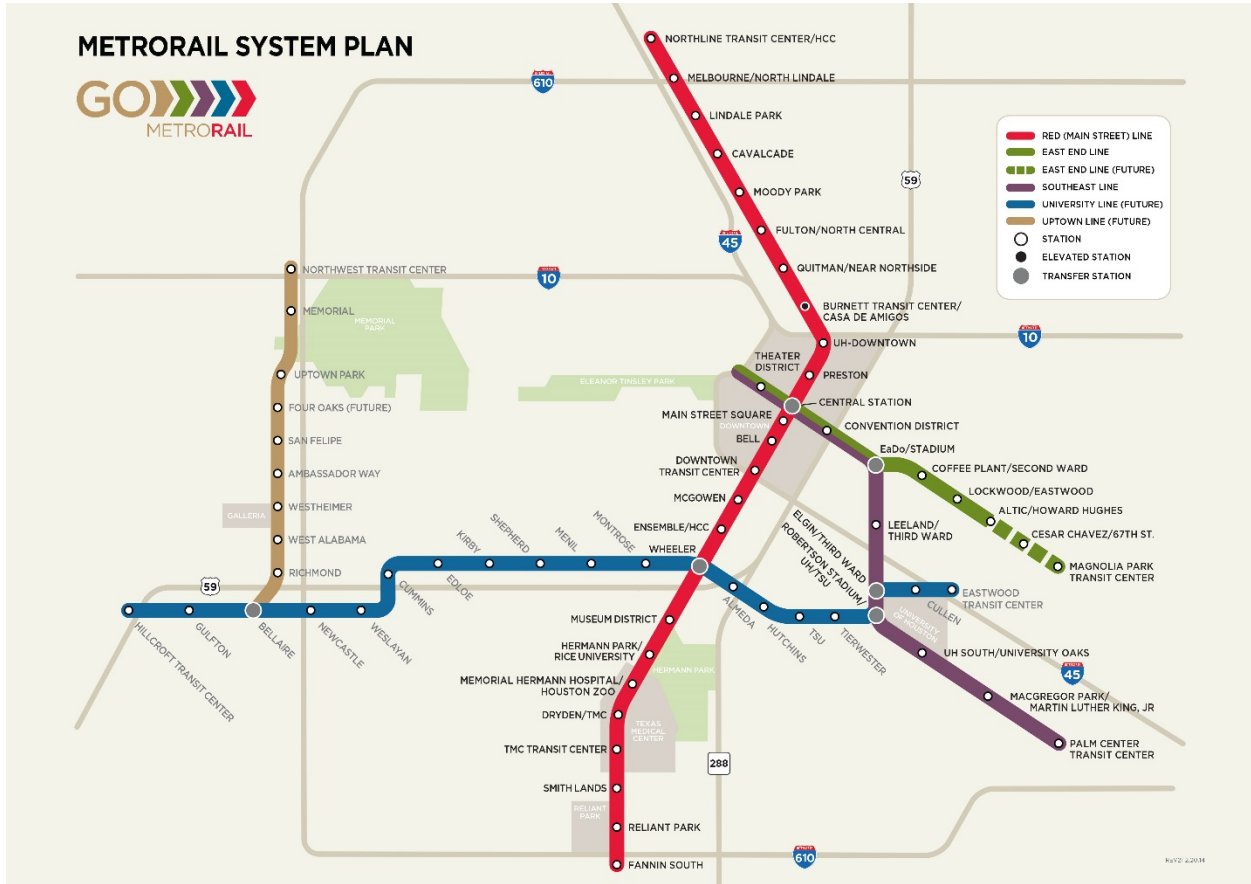 METRORAIL SYSTEM PLAN
GO
METRORAIL
NORTHLINE TRANSIT CENTER/HCC
MELBOURNE/NORTH LINDALE
610
LINDALE PARK
CAVALCADE
MOODY PARK
59
45
FULTON/NORTH CENTRAL
QUITMAN/NEAR NORTHSIDE
BURNETT TRANSIT CENTER/
CASA DE AMIGOS
RED (MAIN STREET) LINE
EAST END LINE
EAST END LINE (FUTURE)
SOUTHEAST LINE
UNIVERSITY LINE (FUTURE)
UPTOWN LINE (FUTURE)
STATION
ELEVATED STATION
TRANSFER STATION
NORTHWEST TRANSIT CENTER
10
MEMORIAL
MEMORIAL
PARK
10
UH-DOWNTOWN
THEATER
DISTRICT
PRESTON
UPTOWN PARK
ELEANOR TINSLEY PARK
CENTRAL STATION
FOUR OAKS (FUTURE)
MAIN STREET SQUARE
DOWNTOWN
CONVENTION DISTRICT
SAN FELIPE
BELL
EaDo/STADIUM
AMBASSADOR WAY
DOWNTOWN
TRANSIT CENTER
COFFEE PLANT/SECOND WARD
WESTHEIMER
MCGOWEN
LOCKWOOD/EASTWOOD
GALLERIA
ALTIC/HOWARD HUGHES
WEST ALABAMA
ENSEMBLE/HCC
LEELAND/
THIRD WARD
CESAR CHAVEZ/67TH ST.
RICHMOND
WHEELER
MAGNOLIA PARK
TRANSIT CENTER
59
HILLCROFT TRANSIT CENTER
GULFTON
BELLAIRE
NEWCASTLE
WESLAYAN
CUMMINS
EDLOE
KIRBY
SHEPHERD
MENIL
MONTROSE
ALMEDA
HUTCHINS
TSU
TIERWESTER
ELGIN/THIRD WARD
ROBERTSON STADIUM/
UH/TSU
CULLEN
EASTWOOD
TRANSIT CENTER
UNIVERSITY
OF HOUSTON
MUSEUM DISTRICT
HERMANN PARK/
RICE UNIVERSITY
HERMANN PARK
UH SOUTH/UNIVERSITY OAKS
45
MEMORIAL HERMANN HOSPITAL/
HOUSTON ZOO
MACGREGOR PARK/
MARTIN LUTHER KING, JR
DRYDEN/TMC
TEXAS
MEDICAL
CENTER
TMC TRANSIT CENTER
PALM CENTER
TRANSIT CENTER
288
SMITH LANDS
RELIANT
PARK
RELIANT PARK
FANNIN SOUTH
610